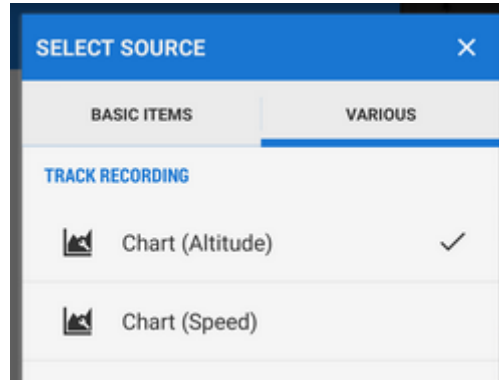 SELECT SOURCE
BASIC ITEMS VARIOUS
TRACK RECORDING
Chart (Altitude)
Chart (Speed)